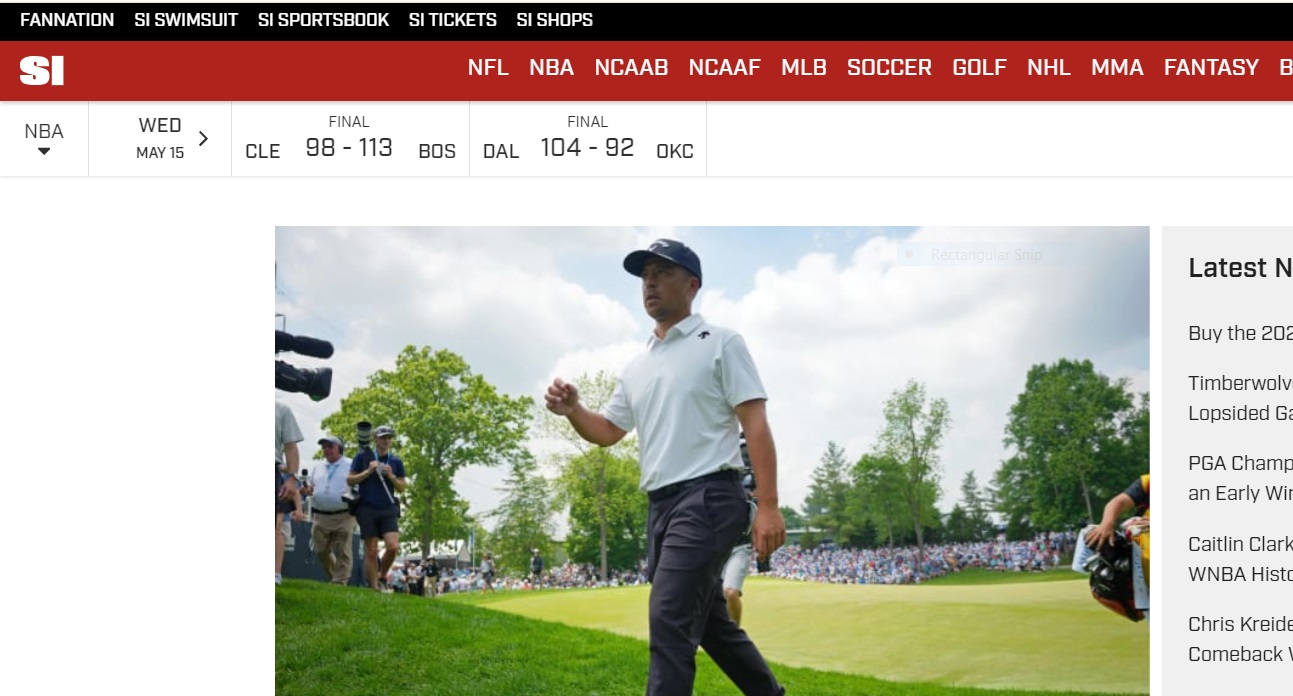 FANNATION SI SWIMSUIT SI SPORTSBOOK SI TICKETS SI SHOPS
SI NFL NBA NCAAB NCAAF MLB SOCCER GOLF NHL MMA FANTASY B
NBA
WED
MAY 15
FINAL
CLE 98 - 113 BOS
FINAL
DAL 104 - 92 OKC
Rectangular Snip
Latest N
Buy the 202
Timberwolv
Lopsided Ga
PGA Champ
an Early Wi
Caitlin Clark
WNBA Histo
Chris Kreide
Comeback